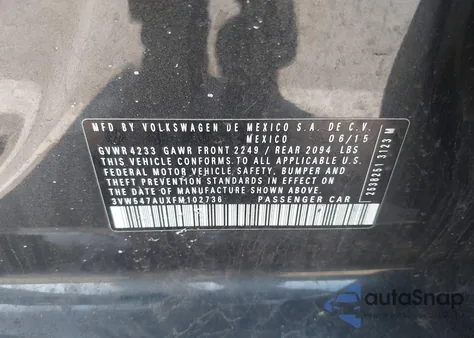 MFD BY VOLKSWAGEN DE MEXICO S.A. DE C.V.
MEXICO 06/15
GVWR 4233 GAWR FRONT 2249 / REAR 2094 LBS
THIS VEHICLE CONFORMS TO ALL APPLICABLE U.S.
FEDERAL MOTOR VEHICLE SAFETY, BUMPER AND
THEFT PREVENTION STANDARDS IN EFFECT ON
THE DATE OF MANUFACTURE SHOWN ABOVE.
3VW547AUXFM102736 PASSENGER CAR
2638251 3123 M
autoSnap